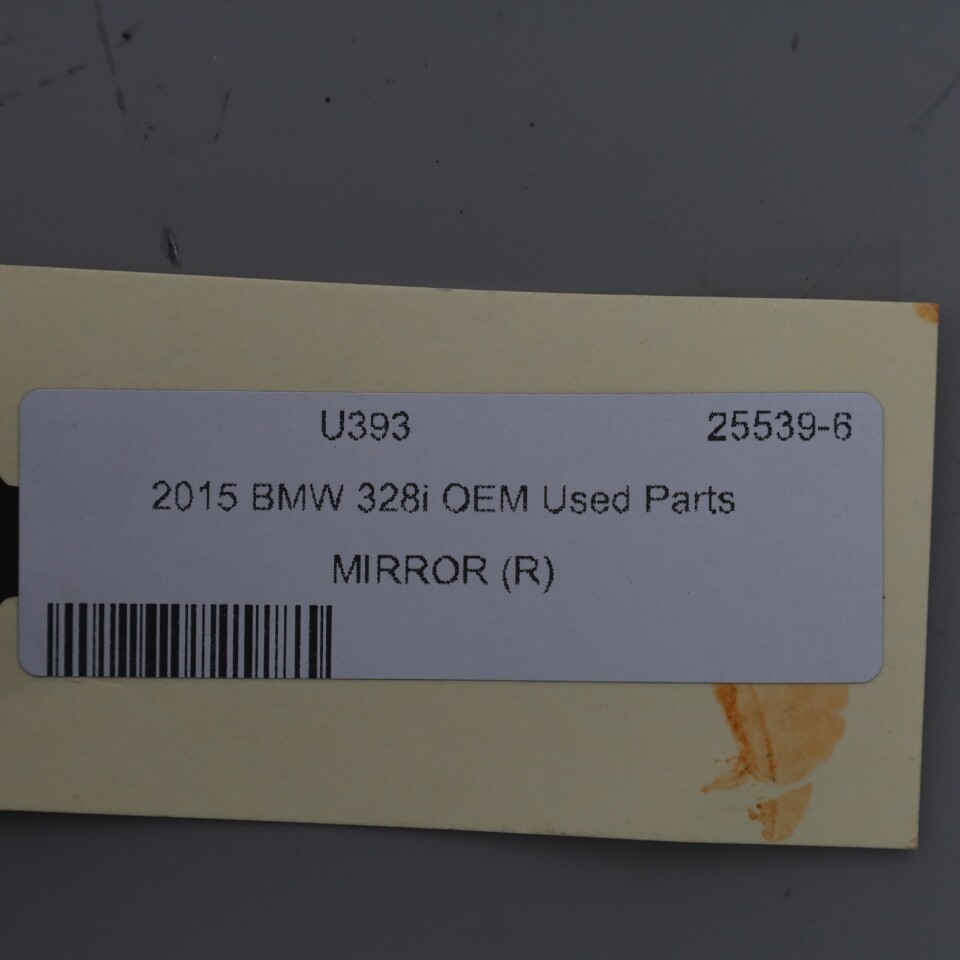 U393 25539-6
2015 BMW 328i OEM Used Parts
MIRROR (R)